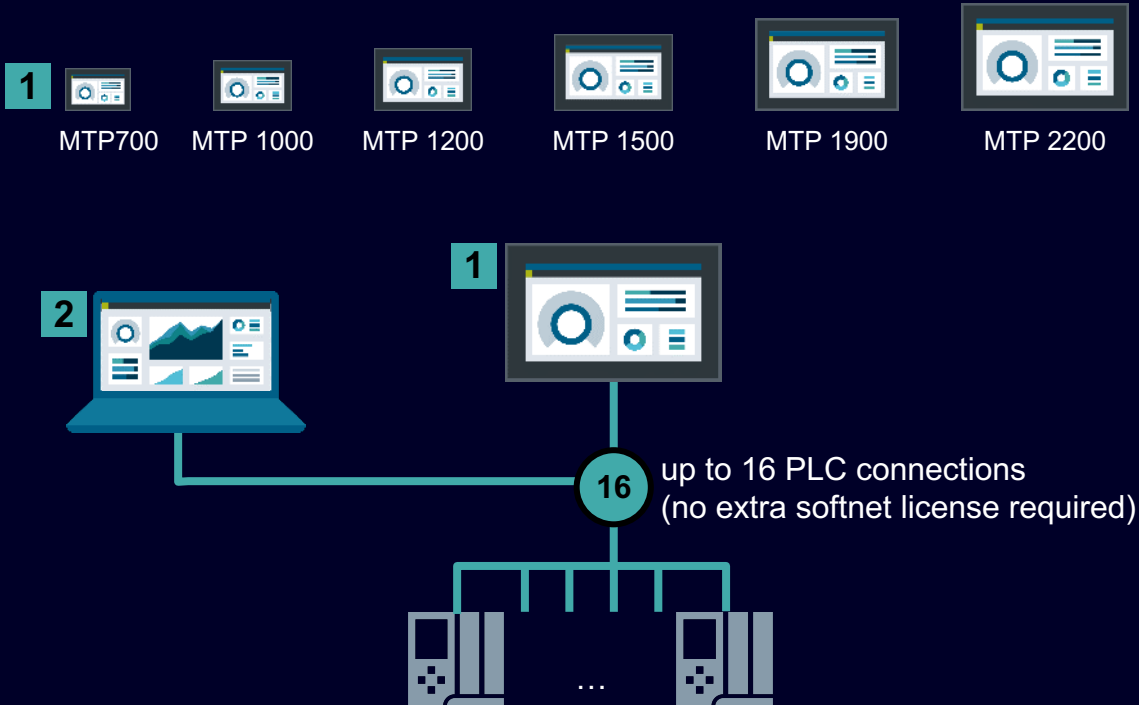 1
MTP700 MTP 1000 MTP 1200 MTP 1500 MTP 1900 MTP 2200
1
2
16
up to 16 PLC connections
(no extra softnet license required)
...